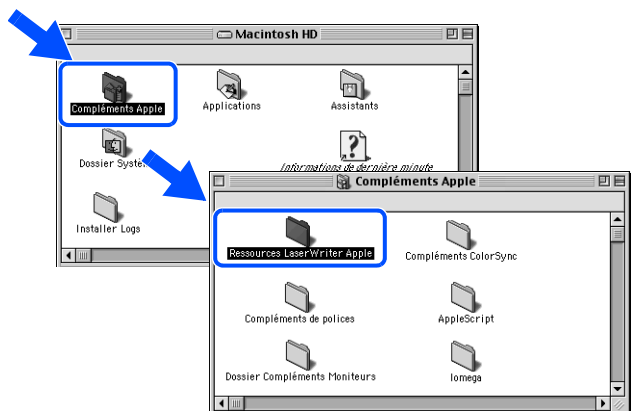 Macintosh HD
Compléments Apple
Applications
Assistants
Dossier Systè
Informations de dernière minute
Installer Logs
Compléments Apple
Ressources LaserWriter Apple
Compléments ColorSync
Compléments de polices
AppleScript
Dossier Compléments Moniteurs
Iomega